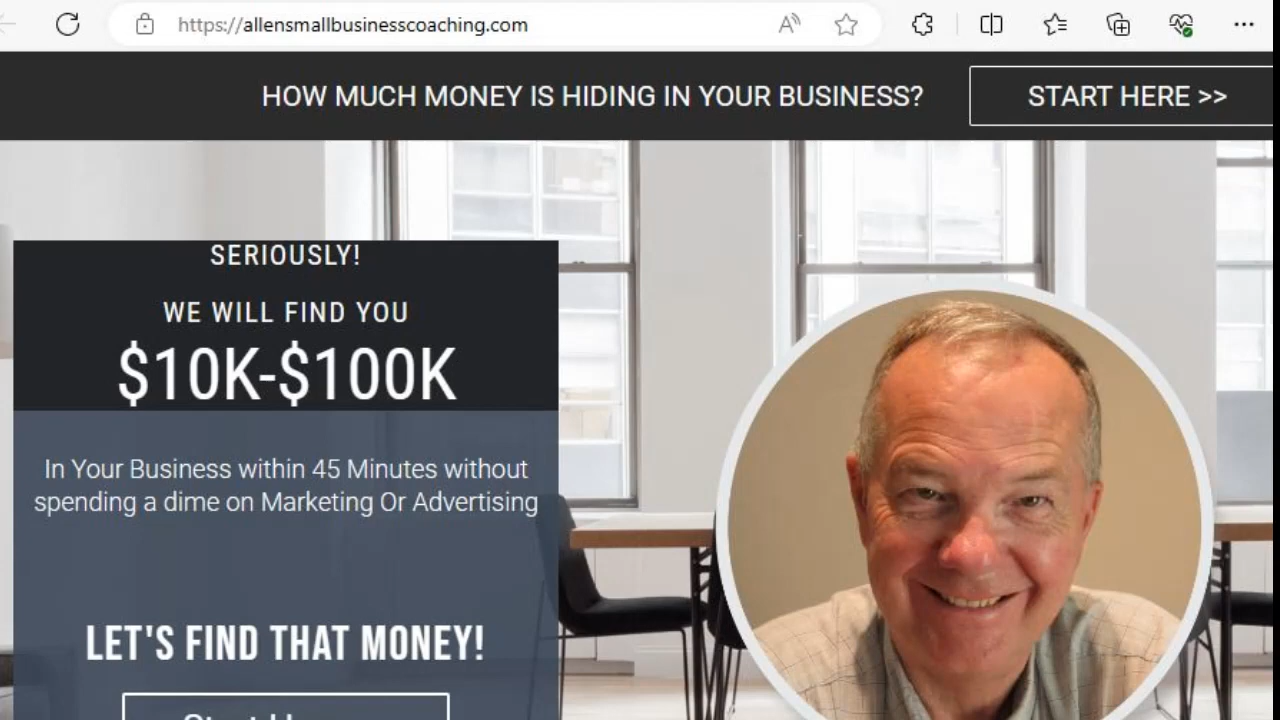 https://allensmallbusinesscoaching.com
HOW MUCH MONEY IS HIDING IN YOUR BUSINESS?
START HERE >>
SERIOUSLY!
WE WILL FIND YOU
$10K-$100K
In Your Business within 45 Minutes without
spending a dime on Marketing Or Advertising
LET'S FIND THAT MONEY!